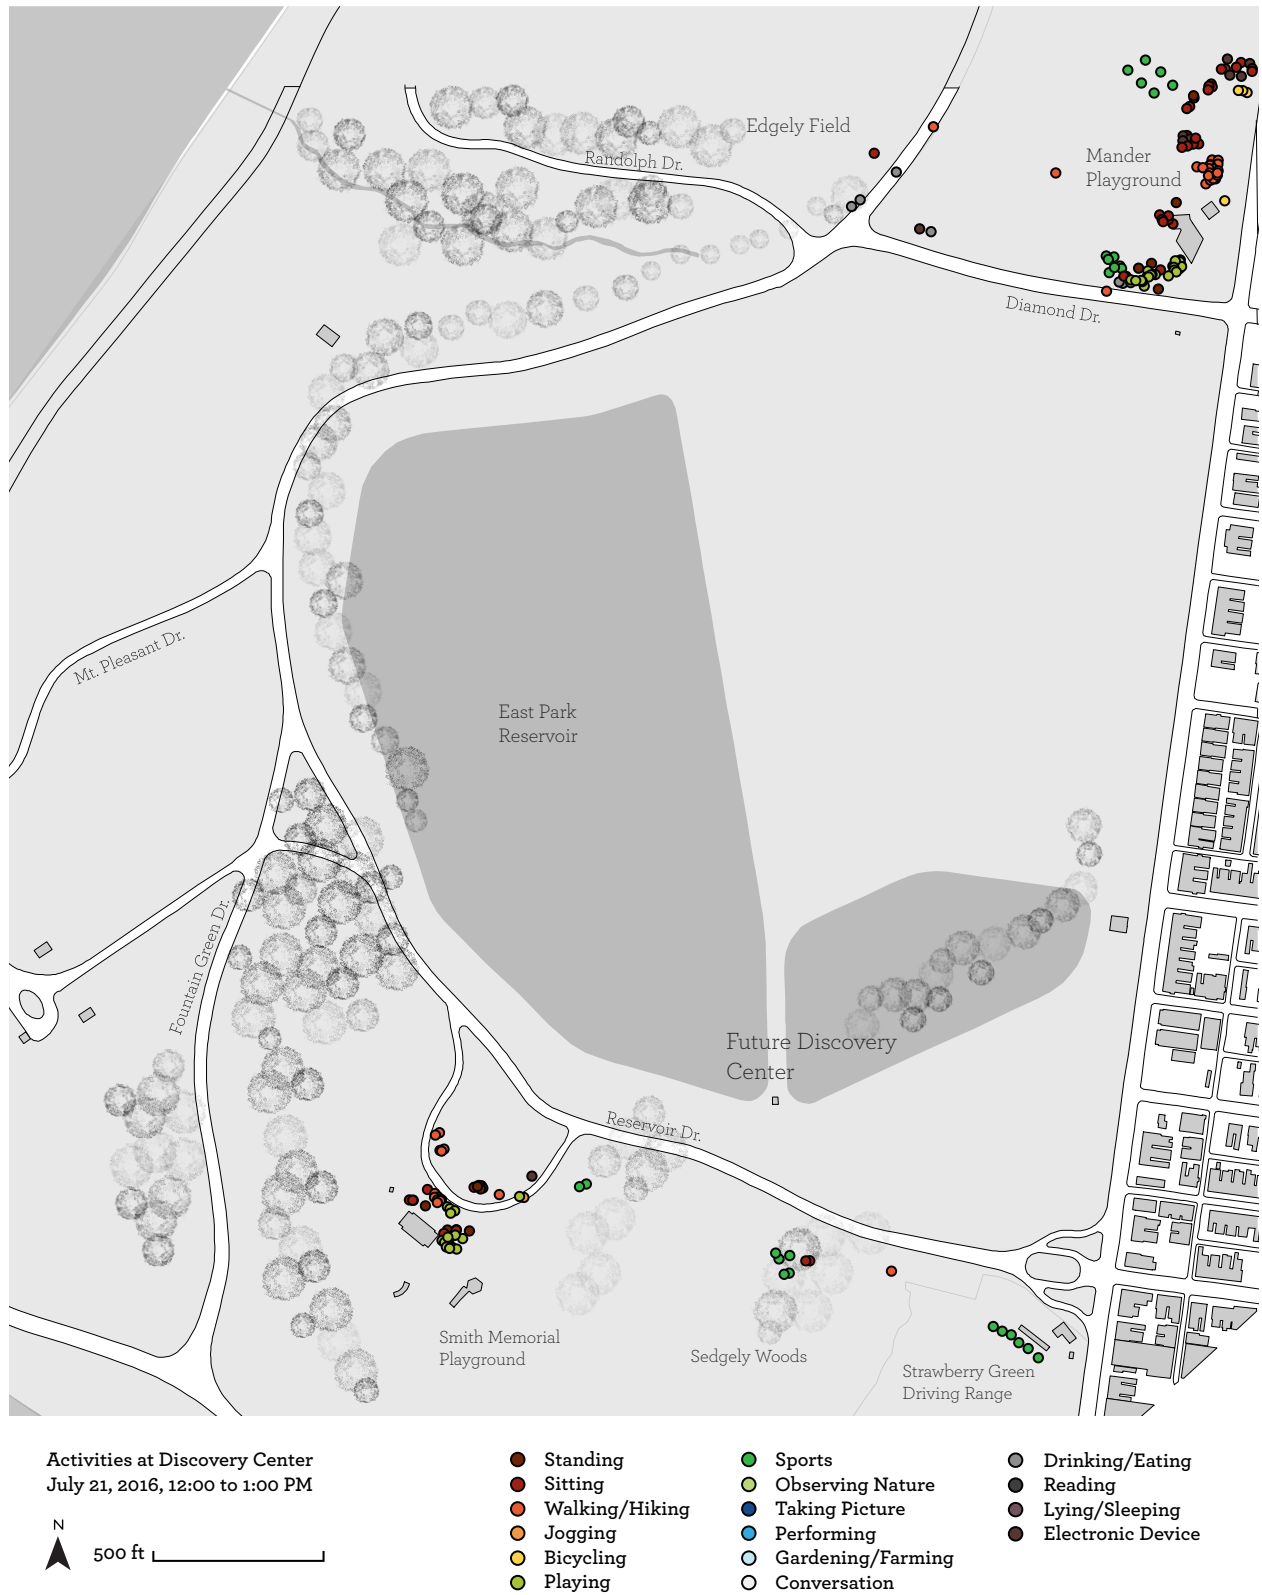 Edgely Field
Randolph Dr.
Mander
Playground
Diamond Dr.
Mt. Pleasant Dr.
East Park
Reservoir
Fountain Green Dr.
Future Discovery
Center
Reservoir Dr.
Smith Memorial
Playground
Sedgely Woods
Strawberry Green
Driving Range
Activities at Discovery Center
July 21, 2016, 12:00 to 1:00 PM
N
500 ft
Standing
Sitting
Walking/Hiking
Jogging
Bicycling
Playing
Sports
Observing Nature
Taking Picture
Performing
Gardening/Farming
Conversation
Drinking/Eating
Reading
Lying/Sleeping
Electronic Device